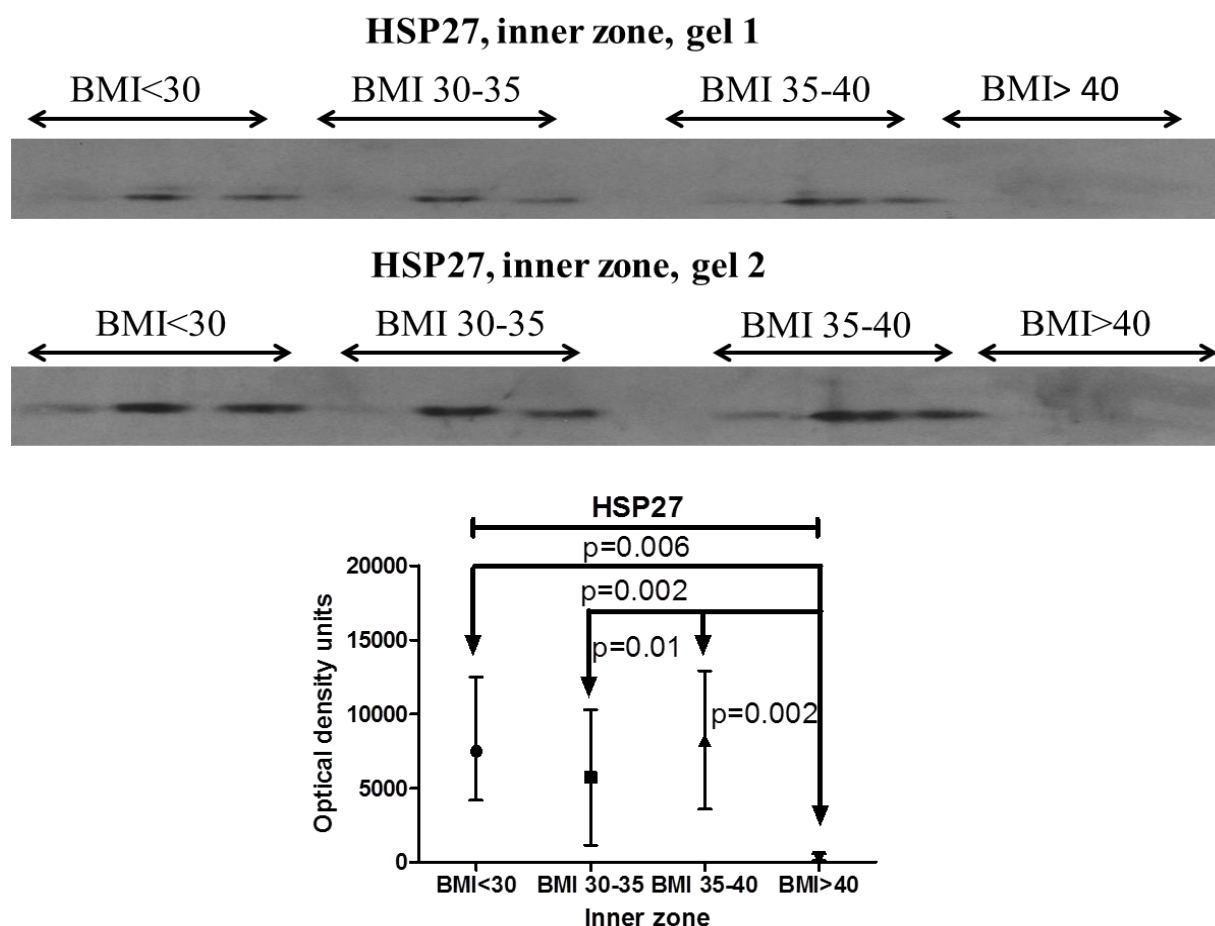 HSP27, inner zone, gel 1
BMI<30 BMI 30-35 BMI 35-40 BMI> 40
HSP27, inner zone, gel 2
BMI<30 BMI 30-35 BMI 35-40 BMI>40
HSP27
p=0.006
20000
p=0.002
15000
p=0.01
10000
p=0.002
5000
0
Optical density units
BMI<30 BMI 30-35 BMI 35-40 BMI>40
Inner zone